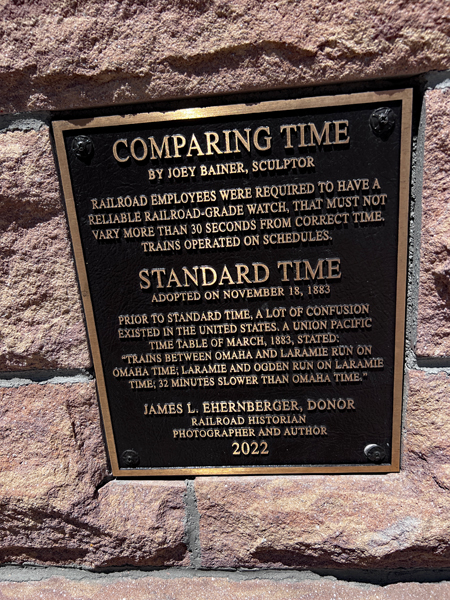 COMPARING TIME
BY JOEY BAINER, SCULPTOR
RAILROAD EMPLOYEES WERE REQUIRED TO HAVE A
RELIABLE RAILROAD-GRADE WATCH, THAT MUST NOT
VARY MORE THAN 30 SECONDS FROM CORRECT TIME.
TRAINS OPERATED ON SCHEDULES.
STANDARD TIME
ADOPTED ON NOVEMBER 18, 1883
PRIOR TO STANDARD TIME, A LOT OF CONFUSION
EXISTED IN THE UNITED STATES. A UNION PACIFIC
TIME TABLE OF MARCH, 1883, STATED:
"TRAINS BETWEEN OMAHA AND LARAMIE RUN ON
OMAHA TIME; LARAMIE AND OGDEN RUN ON LARAMIE
TIME; 32 MINUTES SLOWER THAN OMAHA TIME."
JAMES L. EHERNBERGER, DONOR
RAILROAD HISTORIAN
PHOTOGRAPHER AND AUTHOR
2022